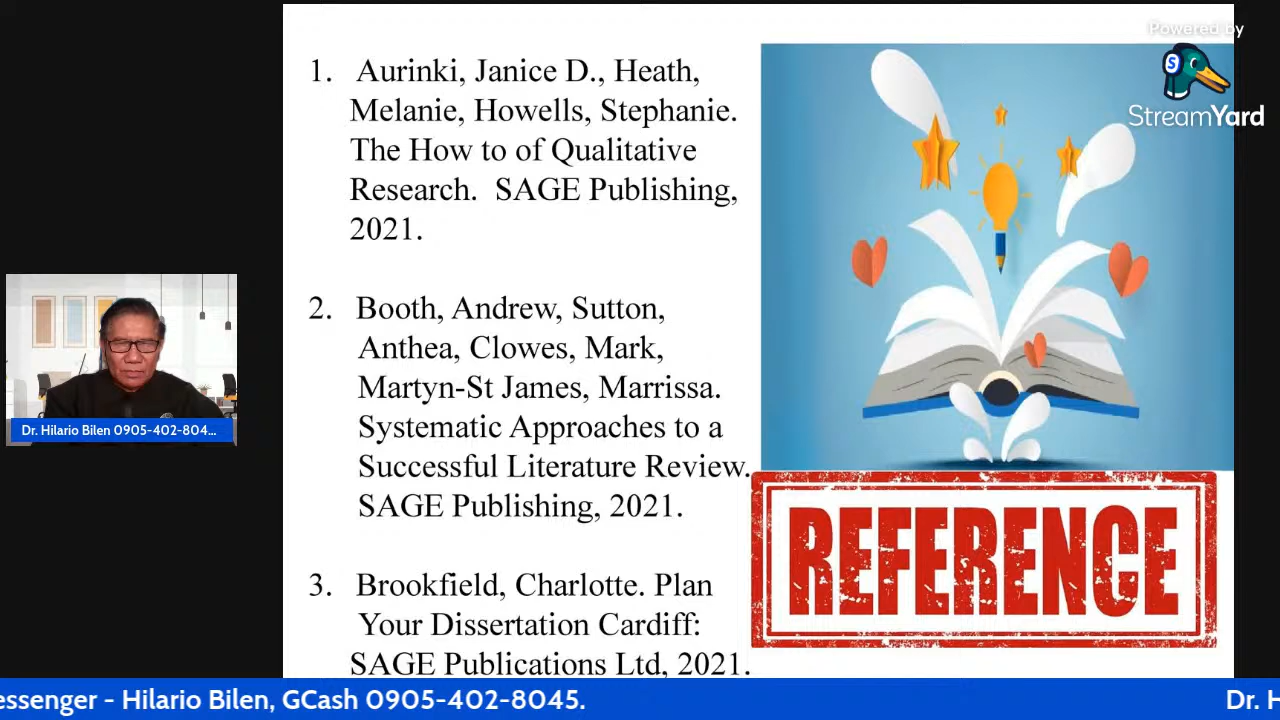 Powered by
StreamYard
1. Aurinki, Janice D., Heath,
Melanie, Howells, Stephanie.
The How to of Qualitative
Research. SAGE Publishing,
2021.
2. Booth, Andrew, Sutton,
Anthea, Clowes, Mark,
Martyn-St James, Marrissa.
Systematic Approaches to a
Successful Literature Review.
SAGE Publishing, 2021.
3. Brookfield, Charlotte. Plan
Your Dissertation Cardiff:
SAGE Publications Ltd, 2021.
REFERENCE
Dr. Hilario Bilen 0905-402-804...
essenger - Hilario Bilen, GCash 0905-402-8045.
Dr. H